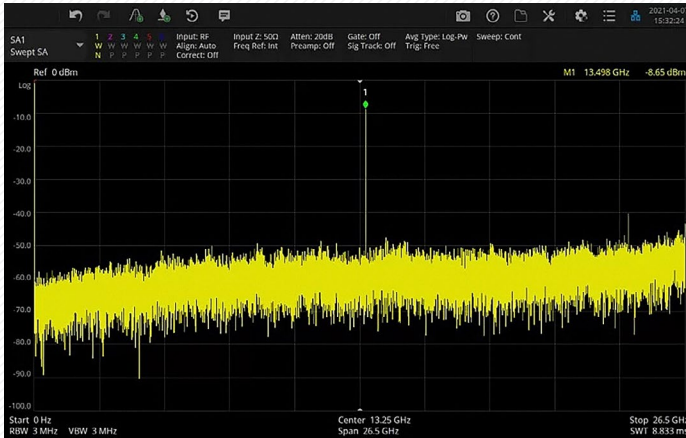 2021-04-07
15:32:24
SA1
Swept SA
1 2 3 4 5
W W W W W W
N P P P P P
Input: RF
Align: Auto
Correct: Off
Input Z: 50Ω
Freq Ref: Int
Atten: 20dB
Preamp: Off
Gate: Off
Sig Track: Off
Avg Type: Log-Pw
Trig: Free
Sweep: Cont
Ref 0 dBm
M1 13.498 GHz -8.65 dBm
Log
1
-10.0
-20.0
-30.0
-40.0
-50.0
-60.0
-70.0
-80.0
-90.0
-100.0
Start 0 Hz
Center 13.25 GHz
Stop 26.5 GHz
RBW 3 MHz VBW 3 MHz
Span 26.5 GHz
SWT 8.833 ms